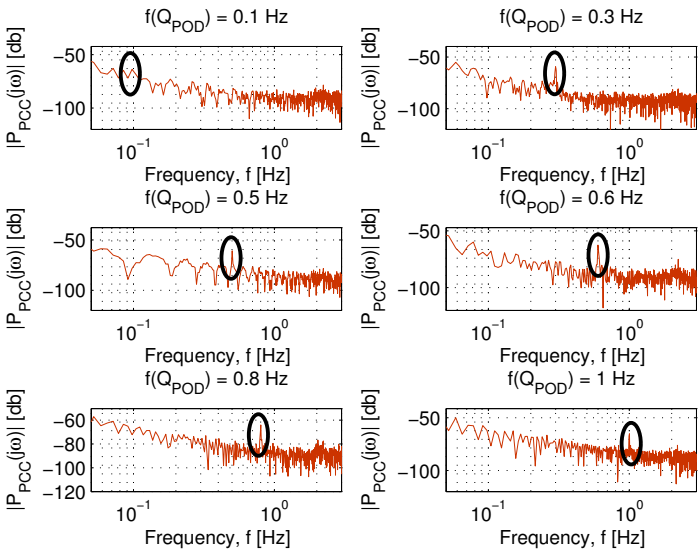 f(Q_POD) = 0.1 Hz
|P_PCC(jω)| [db]
−50
−100
10^−1
10^0
Frequency, f [Hz]
f(Q_POD) = 0.3 Hz
|P_PCC(jω)| [db]
−50
−100
10^−1
10^0
Frequency, f [Hz]
f(Q_POD) = 0.5 Hz
|P_PCC(jω)| [db]
−50
−100
10^−1
10^0
Frequency, f [Hz]
f(Q_POD) = 0.6 Hz
|P_PCC(jω)| [db]
−50
−100
10^−1
10^0
Frequency, f [Hz]
f(Q_POD) = 0.8 Hz
|P_PCC(jω)| [db]
−60
−80
−100
−120
10^−1
10^0
Frequency, f [Hz]
f(Q_POD) = 1 Hz
|P_PCC(jω)| [db]
−50
−100
10^−1
10^0
Frequency, f [Hz]